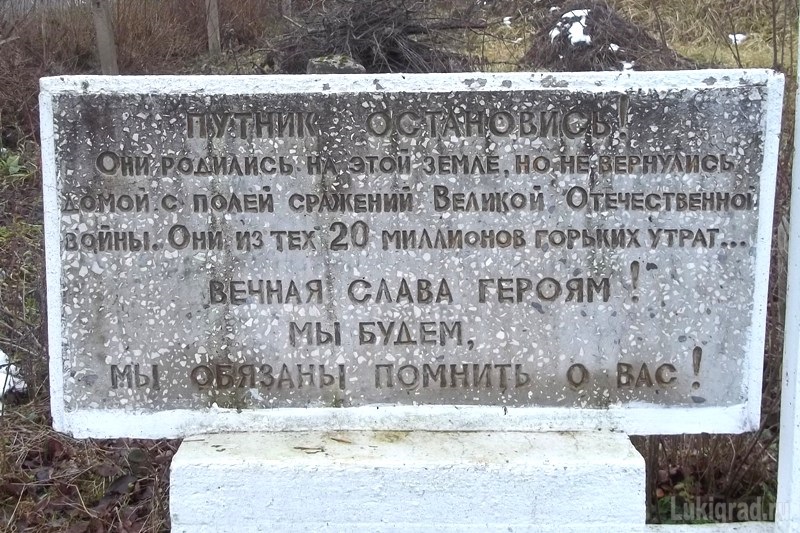 ПУТНИК ОСТАНОВИСЬ!
Они родились на этой земле, но не вернулись
домой с полей сражений Великой Отечественной
войны. Они из тех 20 миллионов горьких утрат...
ВЕЧНАЯ СЛАВА ГЕРОЯМ!
МЫ БУДЕМ,
МЫ ОБЯЗАНЫ ПОМНИТЬ О ВАС!
Lukigrad.ru